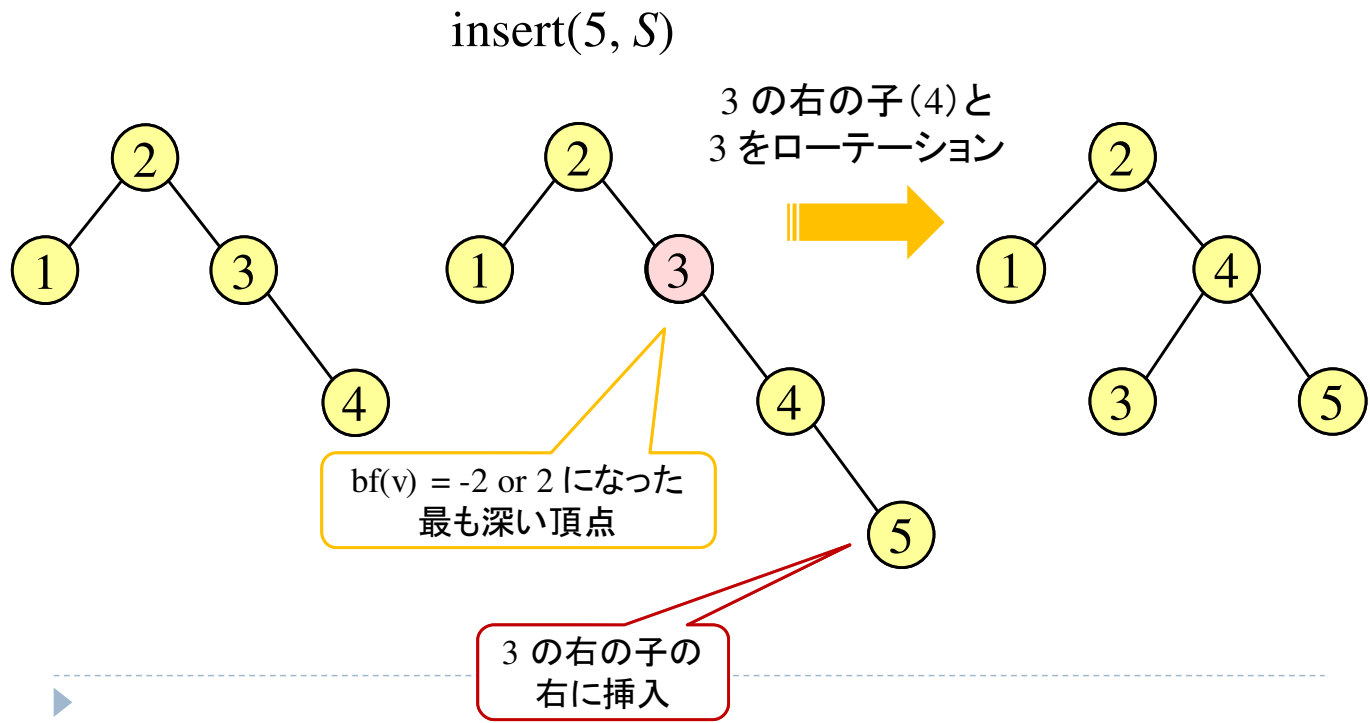 insert(5, S)
3 の右の子(4)と
3 をローテーション
2
1
3
4
2
1
3
4
5
2
1
4
3
5
bf(v) = -2 or 2 になった
最も深い頂点
3 の右の子の
右に挿入